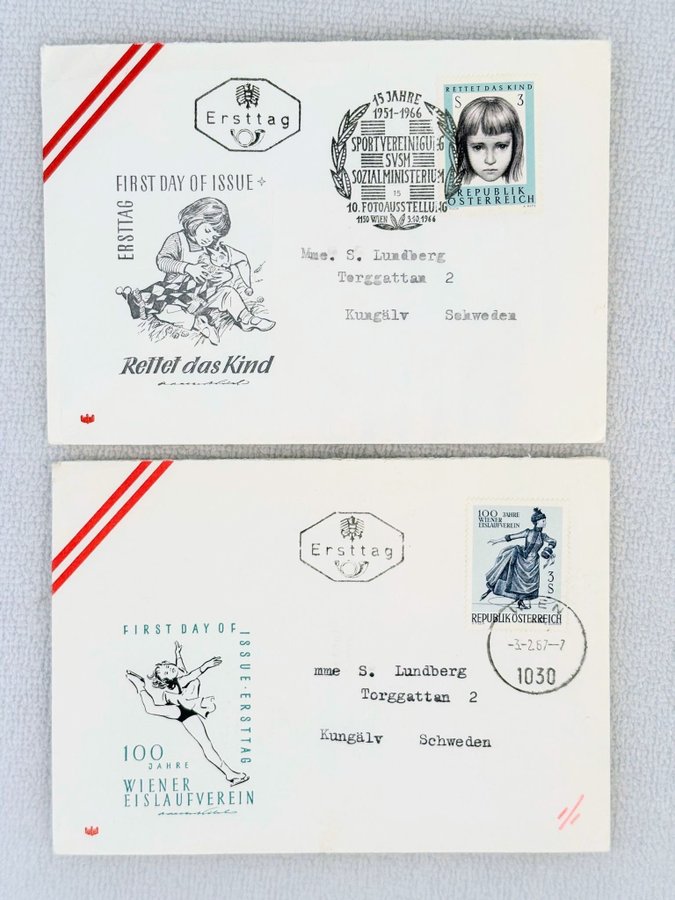 Ersttag
15 JAHRE
1951-1966
SPORTVEREINIGUNG
SVSM
SOZIALMINISTERIUM
15
10. FOTOAUSSTELLUNG
1150 WIEN 3.10.1966
RETTET DAS KIND
S 3
REPUBLIK
ÖSTERREICH
FIRST DAY OF ISSUE
ERSTTAG
Rettet das Kind
Mme. S. Lundberg
Torggattan 2
Kungälv Schweden
Ersttag
100 JAHRE
WIENER
EISLAUFVEREIN
3
S
REPUBLIK ÖSTERREICH
WIEN
-3.-2.67--7
1030
FIRST DAY OF
ISSUE · ERSTTAG
100
JAHRE
WIENER
EISLAUFVEREIN
mme S. Lundberg
Torggattan 2
Kungälv Schweden